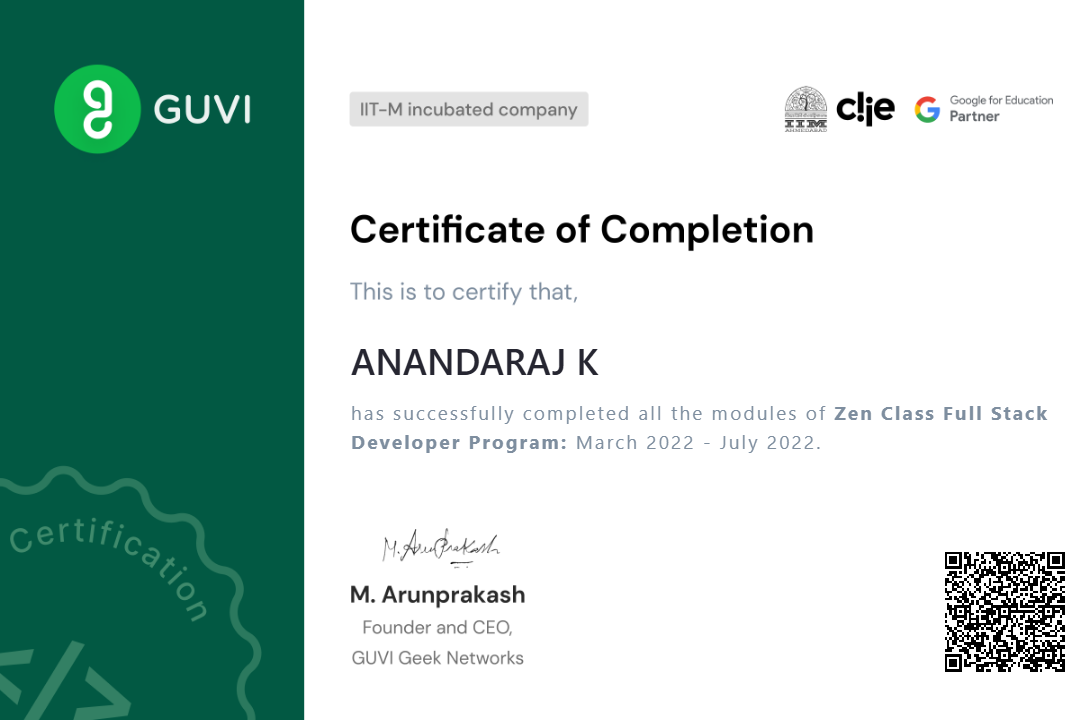 GUVI
IIT-M incubated company
IIM
AHMEDABAD
c!ie
Google for Education
Partner
Certificate of Completion
This is to certify that,
ANANDARAJ K
has successfully completed all the modules of Zen Class Full Stack
Developer Program: March 2022 - July 2022.
Certification
</>
M. Arunprakash
M. Arunprakash
Founder and CEO,
GUVI Geek Networks